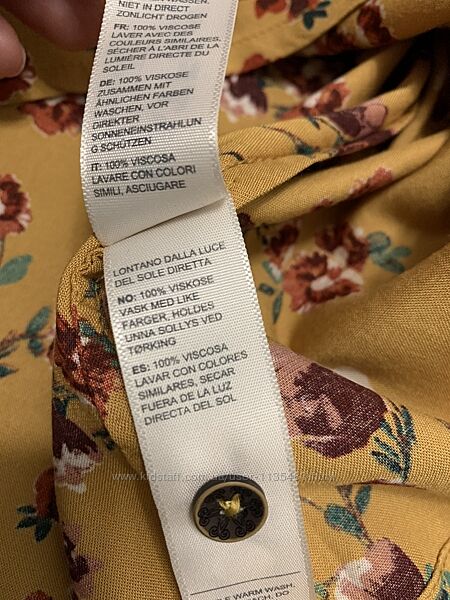 NIET IN DIRECT
ZONLICHT DROGEN
FR: 100% VISCOSE
LAVER AVEC DES
COULEURS SIMILAIRES,
SÉCHER À L'ABRI DE LA
LUMIÈRE DIRECTE DU
SOLEIL
DE: 100% VISKOSE
ZUSAMMEN MIT
ÄHNLICHEN FARBEN
WASCHEN, VOR
DIREKTER
SONNENEINSTRAHLUN
G SCHÜTZEN
IT: 100% VISCOSA
LAVARE CON COLORI
SIMILI, ASCIUGARE
LONTANO DALLA LUCE
DEL SOLE DIRETTA
NO: 100% VISKOSE
VASK MED LIKE
FARGER, HOLDES
UNNA SOLLYS VED
TØRKING
ES: 100% VISCOSA
LAVAR CON COLORES
SIMILARES, SECAR
FUERA DE LA LUZ
DIRECTA DEL SOL
WARM WASH,
DO